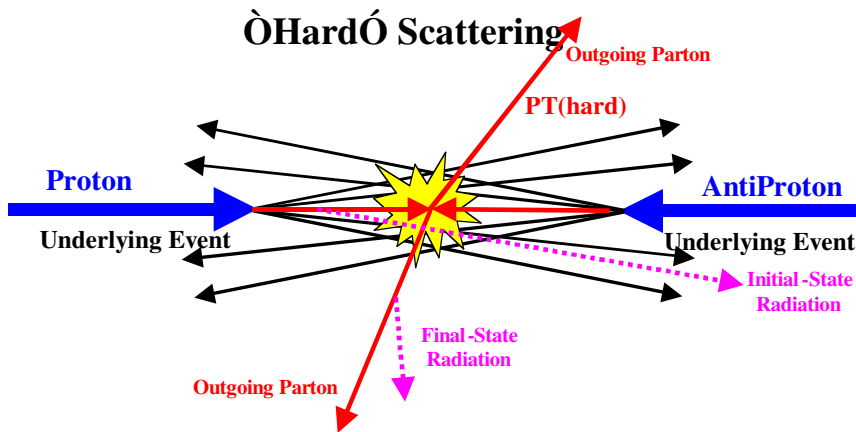 ÒHardÓ Scattering
Outgoing Parton
PT(hard)
Proton
AntiProton
Underlying Event
Underlying Event
Initial-State
Radiation
Final-State
Radiation
Outgoing Parton